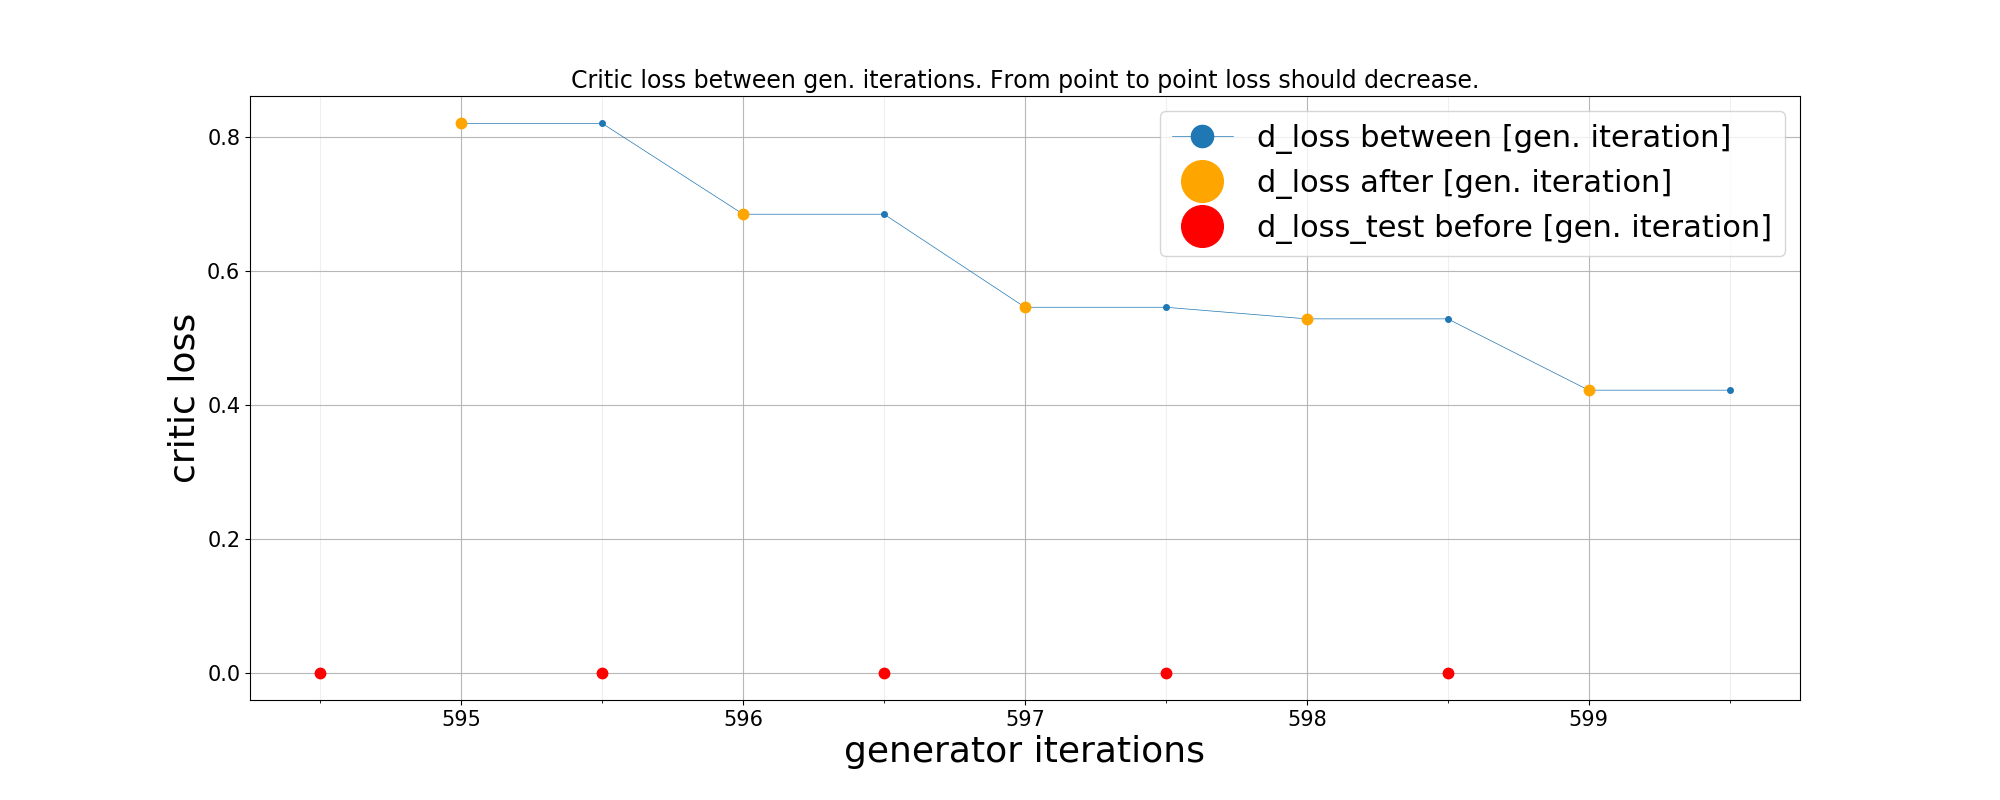 Critic loss between gen. iterations. From point to point loss should decrease.
d_loss between [gen. iteration]
d_loss after [gen. iteration]
d_loss_test before [gen. iteration]
critic loss
0.8
0.6
0.4
0.2
0.0
595 596 597 598 599
generator iterations